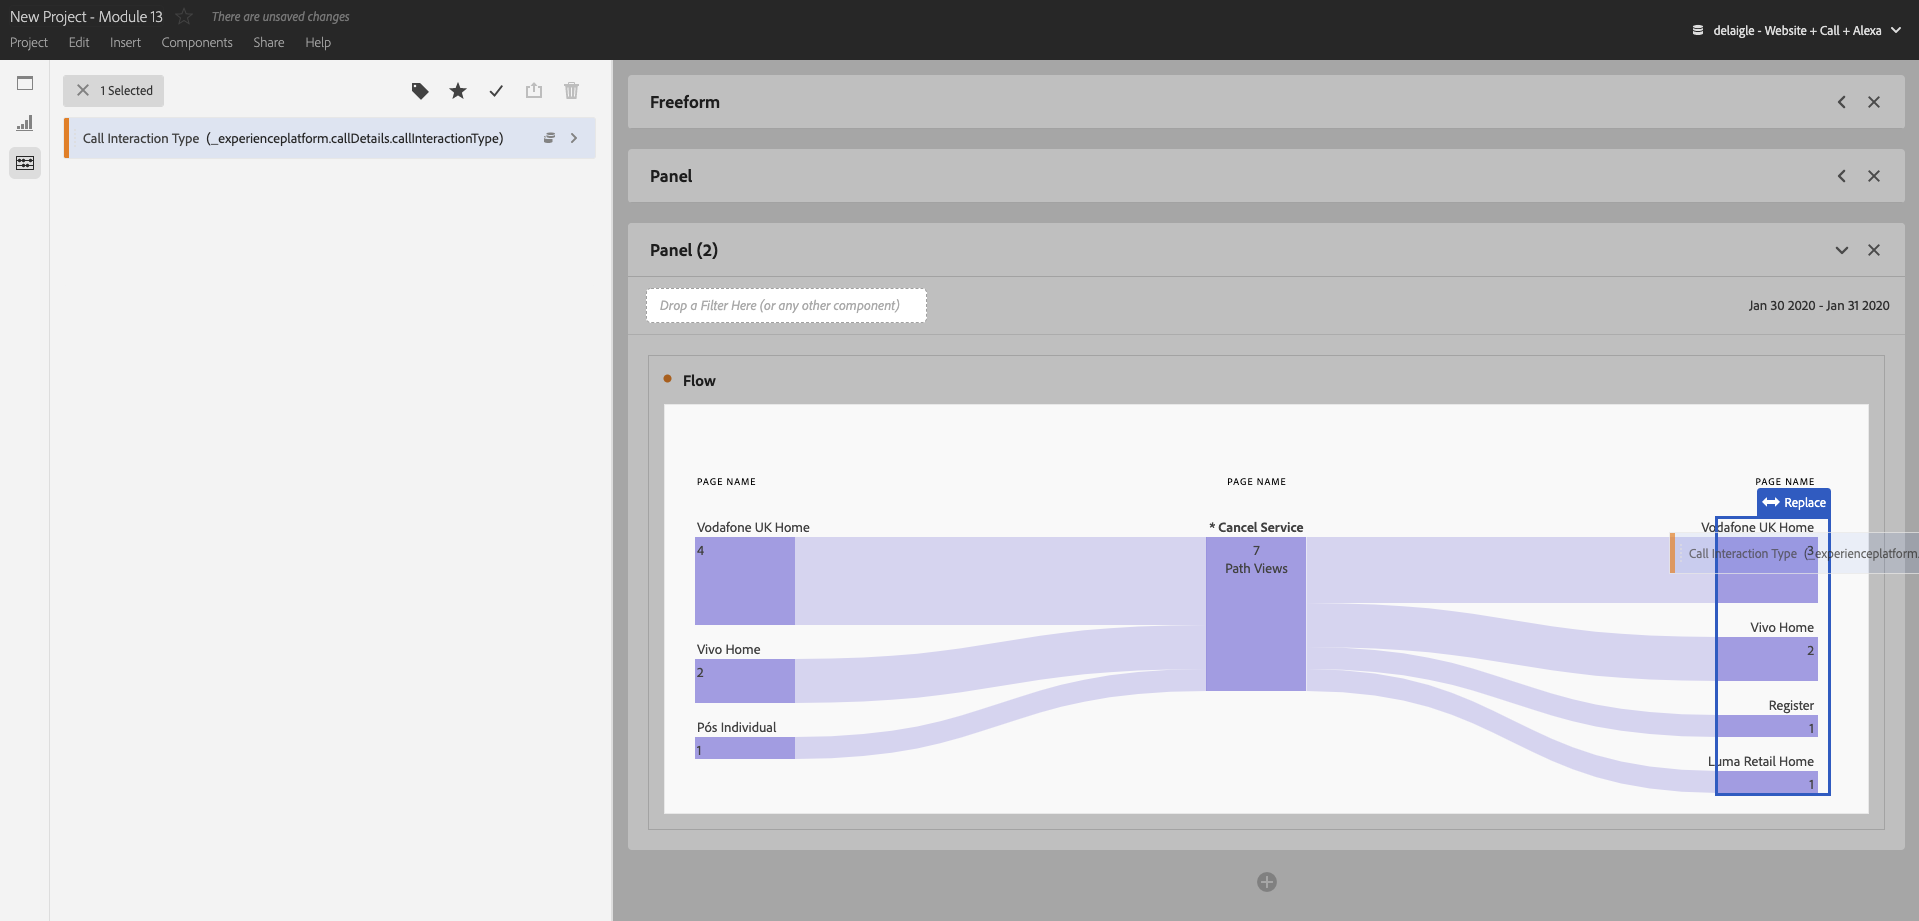 New Project - Module 13 There are unsaved changes
Project Edit Insert Components Share Help
delaigle - Website + Call + Alexa
1 Selected
Call Interaction Type (_experienceplatform.callDetails.callInteractionType)
Freeform
Panel
Panel (2)
Drop a Filter Here (or any other component)
Jan 30 2020 - Jan 31 2020
Flow
PAGE NAME PAGE NAME PAGE NAME
Replace
Vodafone UK Home * Cancel Service Vodafone UK Home
4 7 3
Path Views
Call Interaction Type (_experienceplatform.
Vivo Home
2
Vivo Home
2
Pós Individual
1
Register
1
Luma Retail Home
1